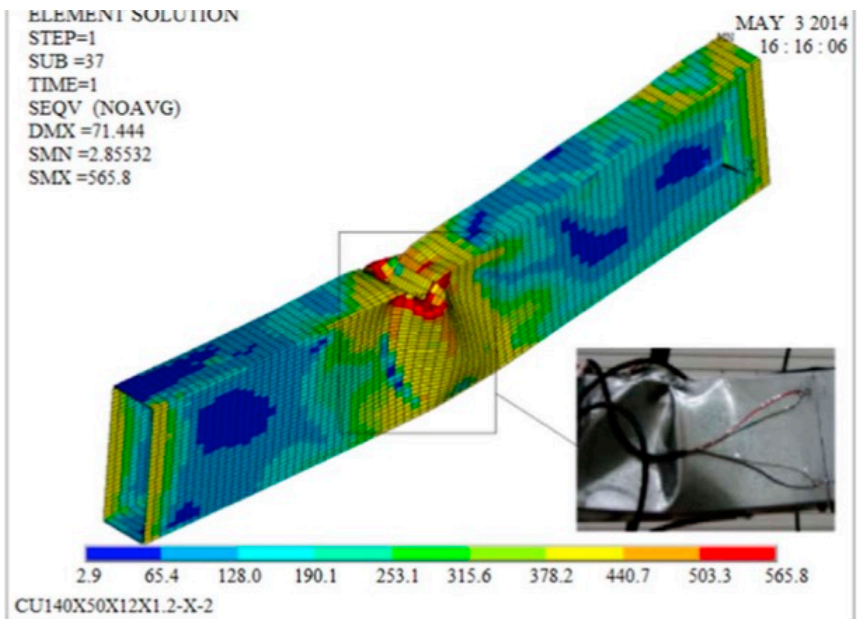 ELEMENT SOLUTION
STEP=1
SUB =37
TIME=1
SEQV (NOAVG)
DMX =71.444
SMN =2.85532
SMX =565.8
MAY 3 2014
16 : 16 : 06
2.9 65.4 128.0 190.1 253.1 315.6 378.2 440.7 503.3 565.8
CU140X50X12X1.2-X-2